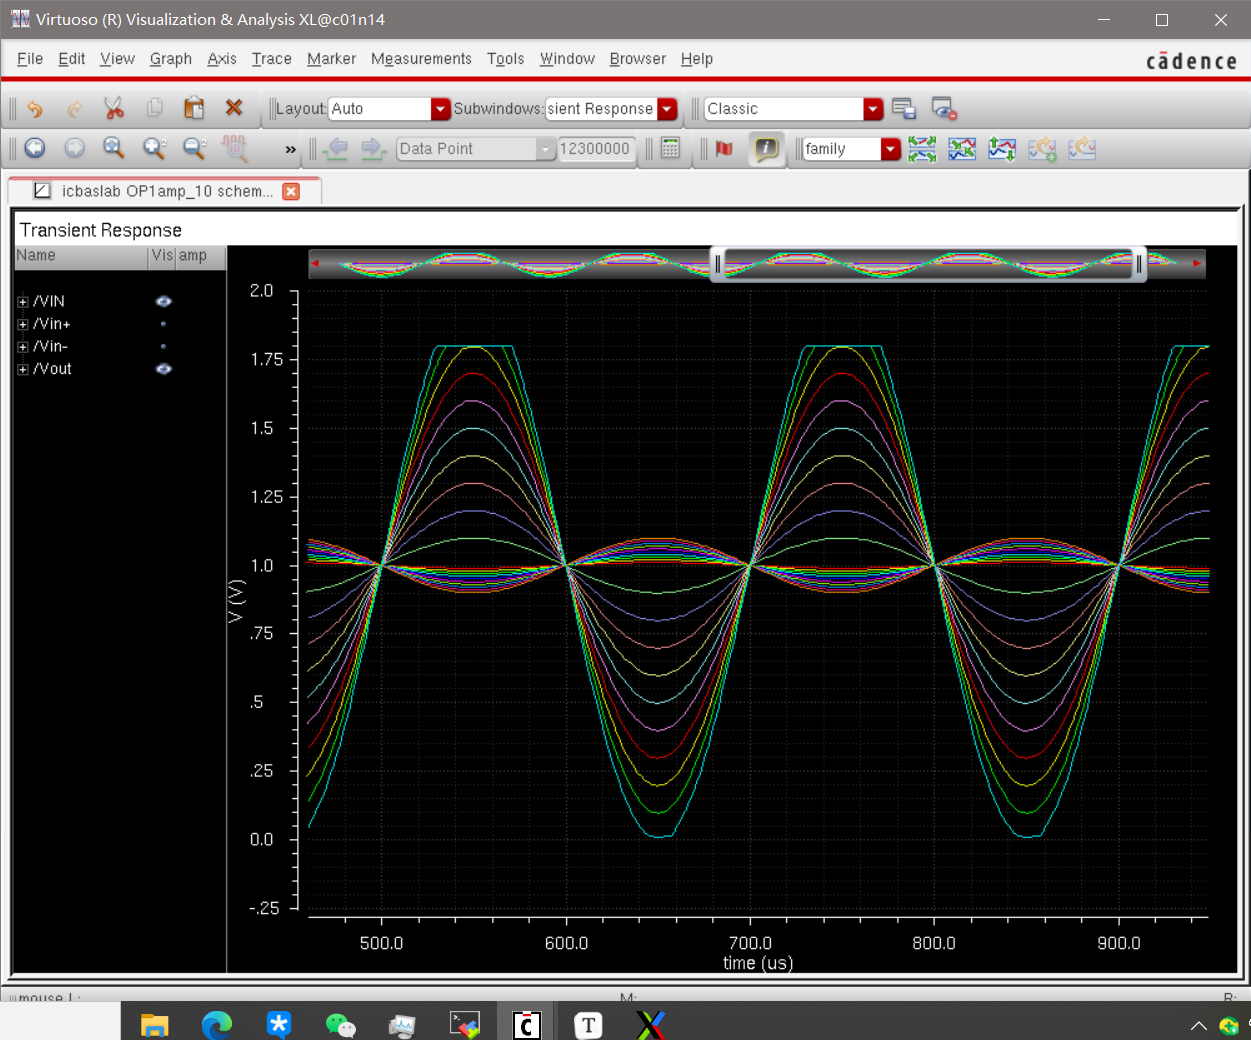 Virtuoso (R) Visualization & Analysis XL@c01n14
File Edit View Graph Axis Trace Marker Measurements Tools Window Browser Help
cādence
Layout: Auto Subwindows: sient Response Classic
» Data Point 12300000 family
icbaslab OP1amp_10 schem...
Transient Response
Name Vis amp
/VIN
/Vin+
/Vin-
/Vout
2.0
1.75
1.5
1.25
1.0
.75
.5
.25
0.0
-.25
V (V)
500.0 600.0 700.0 800.0 900.0
time (us)
mouse L: M: R:
C T